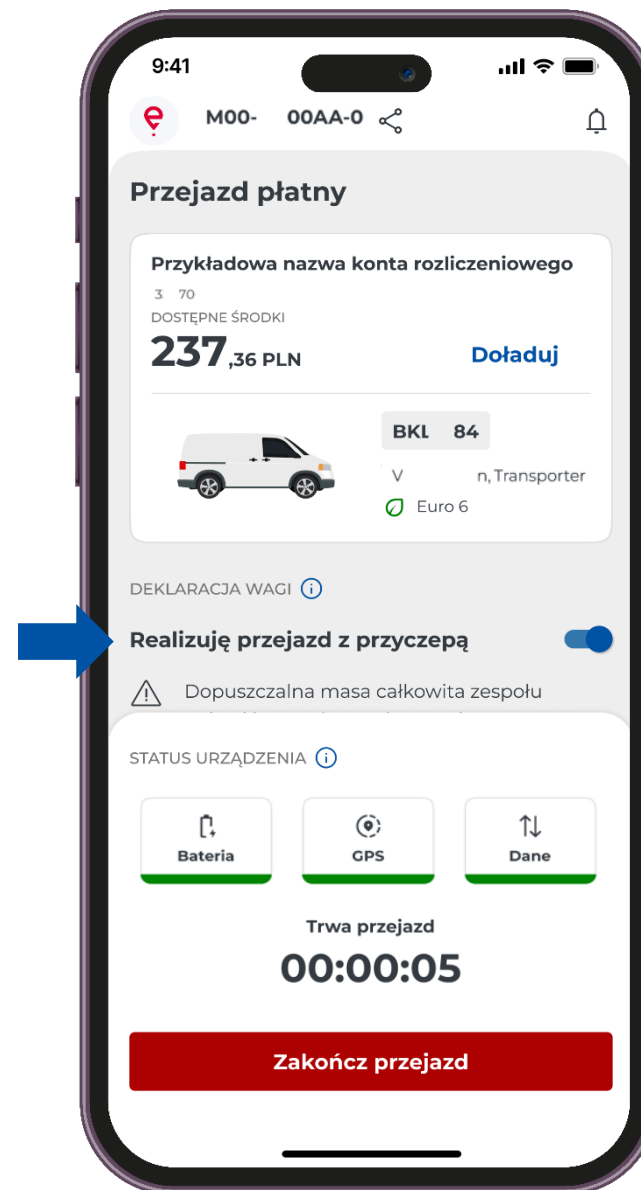 9:41
M00- 00AA-0
Przejazd płatny
Przykładowa nazwa konta rozliczeniowego
3 70
DOSTĘPNE ŚRODKI
237,36 PLN
Doładuj
BKL 84
V n, Transporter
Euro 6
DEKLARACJA WAGI
Realizuję przejazd z przyczepą
Dopuszczalna masa całkowita zespołu
STATUS URZĄDZENIA
Bateria GPS Dane
Trwa przejazd
00:00:05
Zakończ przejazd